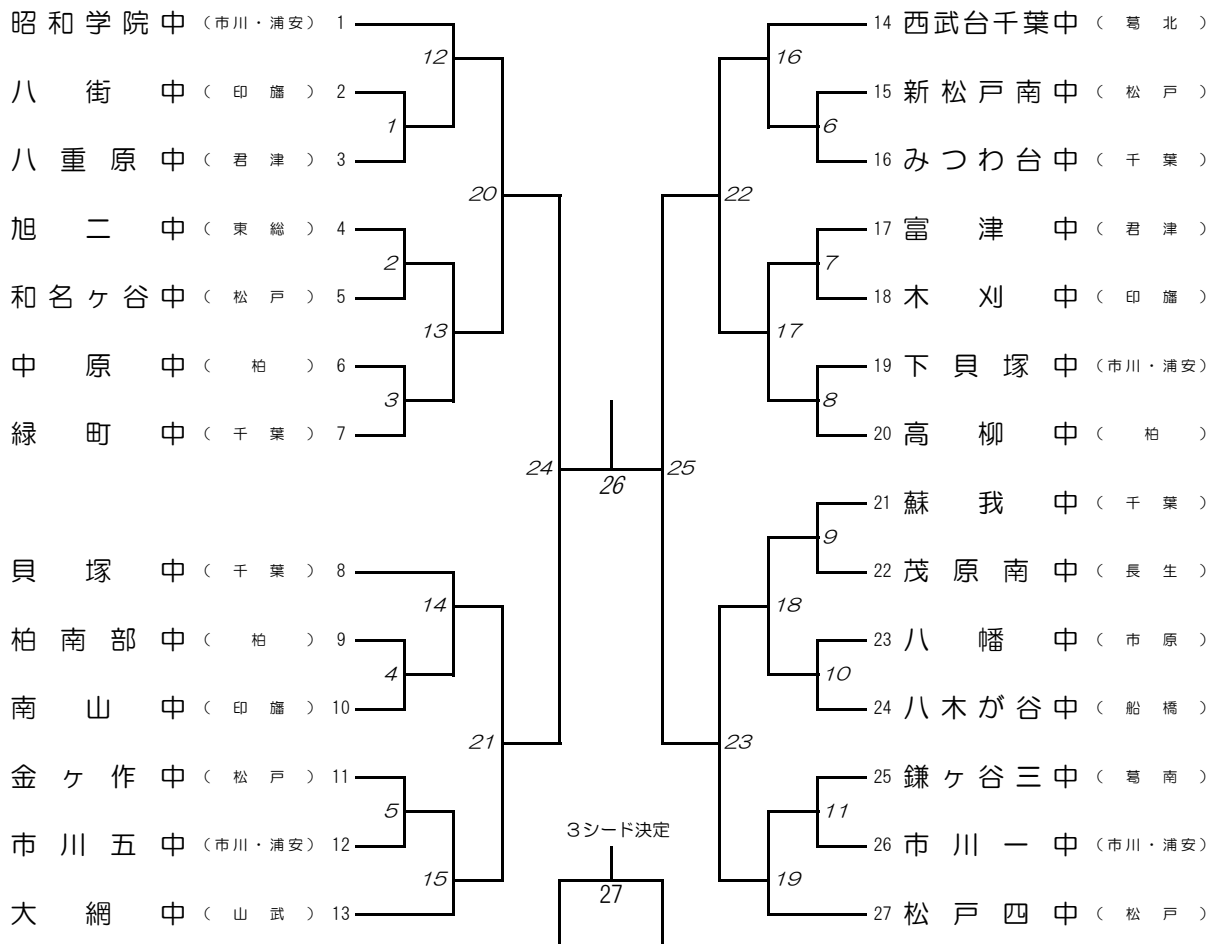 昭和学院中 （市川・浦安） 1
12
八街中 （印旛） 2
1
八重原中 （君津） 3
20
旭二中 （東総） 4
2
和名ヶ谷中 （松戸） 5
13
中原中 （柏） 6
3
緑町中 （千葉） 7
24
貝塚中 （千葉） 8
14
柏南部中 （柏） 9
4
南山中 （印旛） 10
21
金ヶ作中 （松戸） 11
5
市川五中 （市川・浦安） 12
15
大網中 （山武） 13
26
3シード決定
27
14 西武台千葉中 （葛北）
16
15 新松戸南中 （松戸）
6
16 みつわ台中 （千葉）
22
17 富津中 （君津）
7
18 木刈中 （印旛）
17
19 下貝塚中 （市川・浦安）
8
20 高柳中 （柏）
25
21 蘇我中 （千葉）
9
22 茂原南中 （長生）
18
23 八幡中 （市原）
10
24 八木が谷中 （船橋）
23
25 鎌ヶ谷三中 （葛南）
11
26 市川一中 （市川・浦安）
19
27 松戸四中 （松戸）